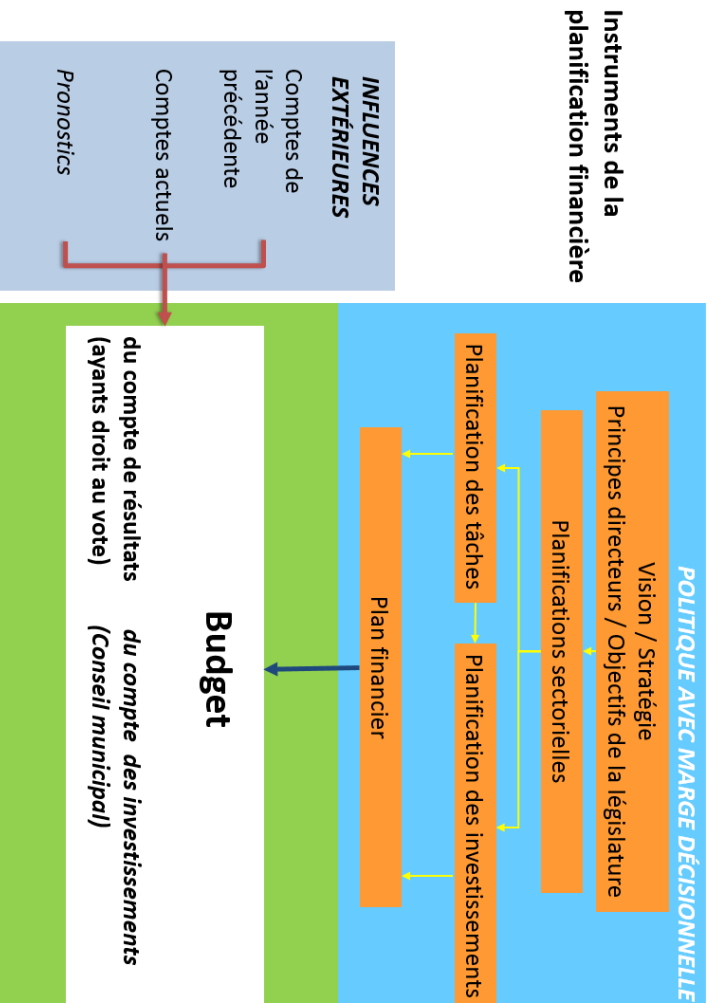 Instruments de la
planification financière
POLITIQUE AVEC MARGE DÉCISIONNELLE
Vision / Stratégie
Principes directeurs / Objectifs de la législature
Planifications sectorielles
Planification des tâches
Planification des investissements
Plan financier
INFLUENCES
EXTÉRIEURES
Comptes de
l'année
précédente
Comptes actuels
Pronostics
Budget
du compte de résultats
(ayants droit au vote)
du compte des investissements
(Conseil municipal)